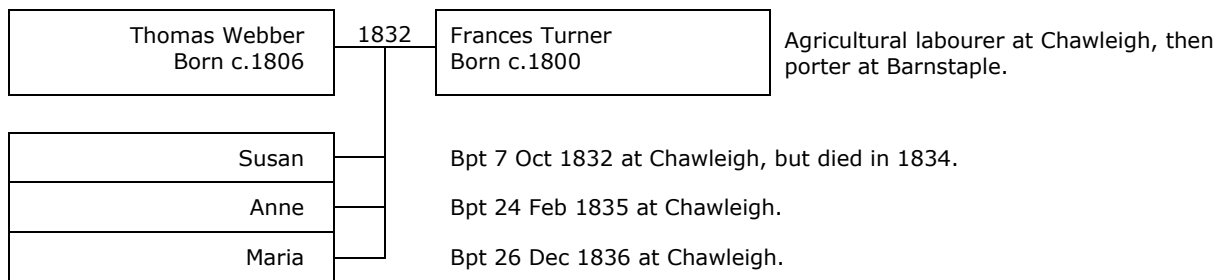 Thomas Webber
Born c.1806
1832
Frances Turner
Born c.1800
Agricultural labourer at Chawleigh, then
porter at Barnstaple.
Susan
Bpt 7 Oct 1832 at Chawleigh, but died in 1834.
Anne
Bpt 24 Feb 1835 at Chawleigh.
Maria
Bpt 26 Dec 1836 at Chawleigh.